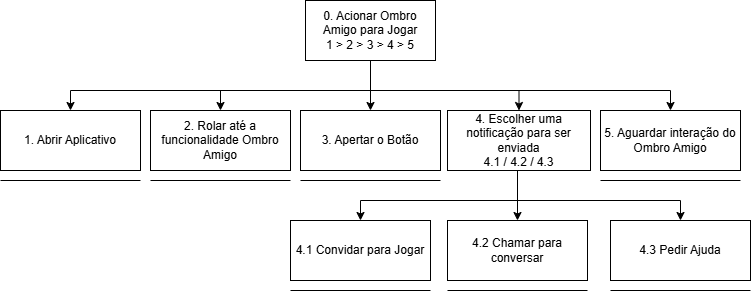 0. Acionar Ombro
Amigo para Jogar
1 > 2 > 3 > 4 > 5
1. Abrir Aplicativo
2. Rolar até a
funcionalidade Ombro
Amigo
3. Apertar o Botão
4. Escolher uma
notificação para ser
enviada
4.1 / 4.2 / 4.3
5. Aguardar interação do
Ombro Amigo
4.1 Convidar para Jogar
4.2 Chamar para
conversar
4.3 Pedir Ajuda